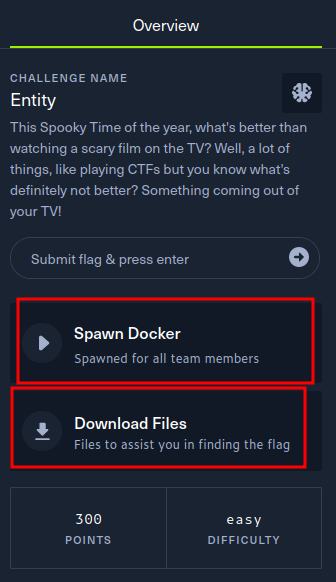 Overview
CHALLENGE NAME
Entity
This Spooky Time of the year, what's better than
watching a scary film on the TV? Well, a lot of
things, like playing CTFs but you know what's
definitely not better? Something coming out of
your TV!
Submit flag & press enter
Spawn Docker
Spawned for all team members
Download Files
Files to assist you in finding the flag
300
POINTS
easy
DIFFICULTY